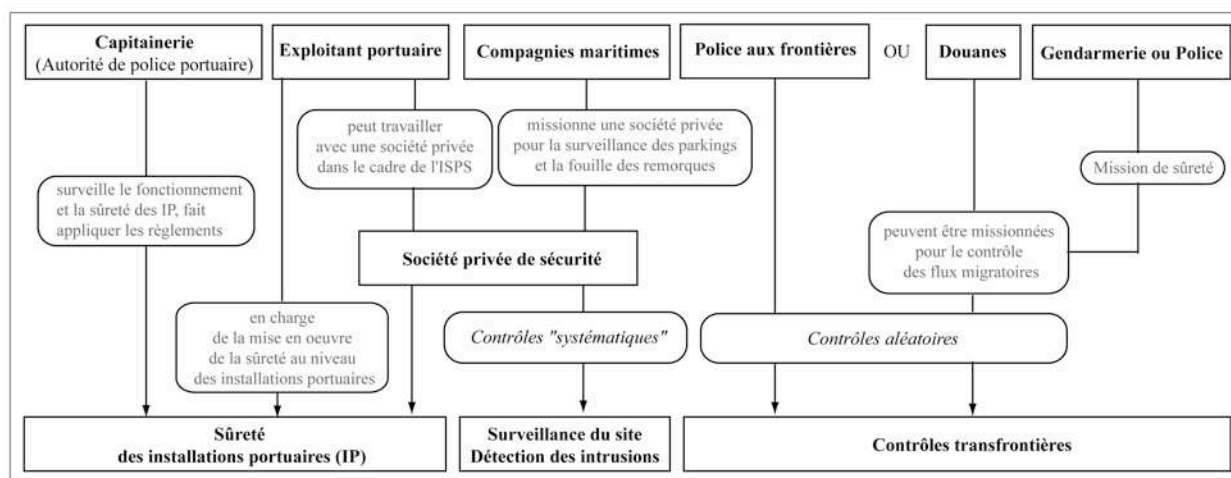 Capitainerie
(Autorité de police portuaire)
Exploitant portuaire
Compagnies maritimes
Police aux frontières
OU
Douanes
Gendarmerie ou Police
peut travailler
avec une société privée
dans le cadre de l'ISPS
missionne une société privée
pour la surveillance des parkings
et la fouille des remorques
Mission de sûreté
surveille le fonctionnement
et la sûreté des IP, fait
appliquer les règlements
peuvent être missionnées
pour le contrôle
des flux migratoires
Société privée de sécurité
en charge
de la mise en oeuvre
de la sûreté au niveau
des installations portuaires
Contrôles "systématiques"
Contrôles aléatoires
Sûreté
des installations portuaires (IP)
Surveillance du site
Détection des intrusions
Contrôles transfrontières